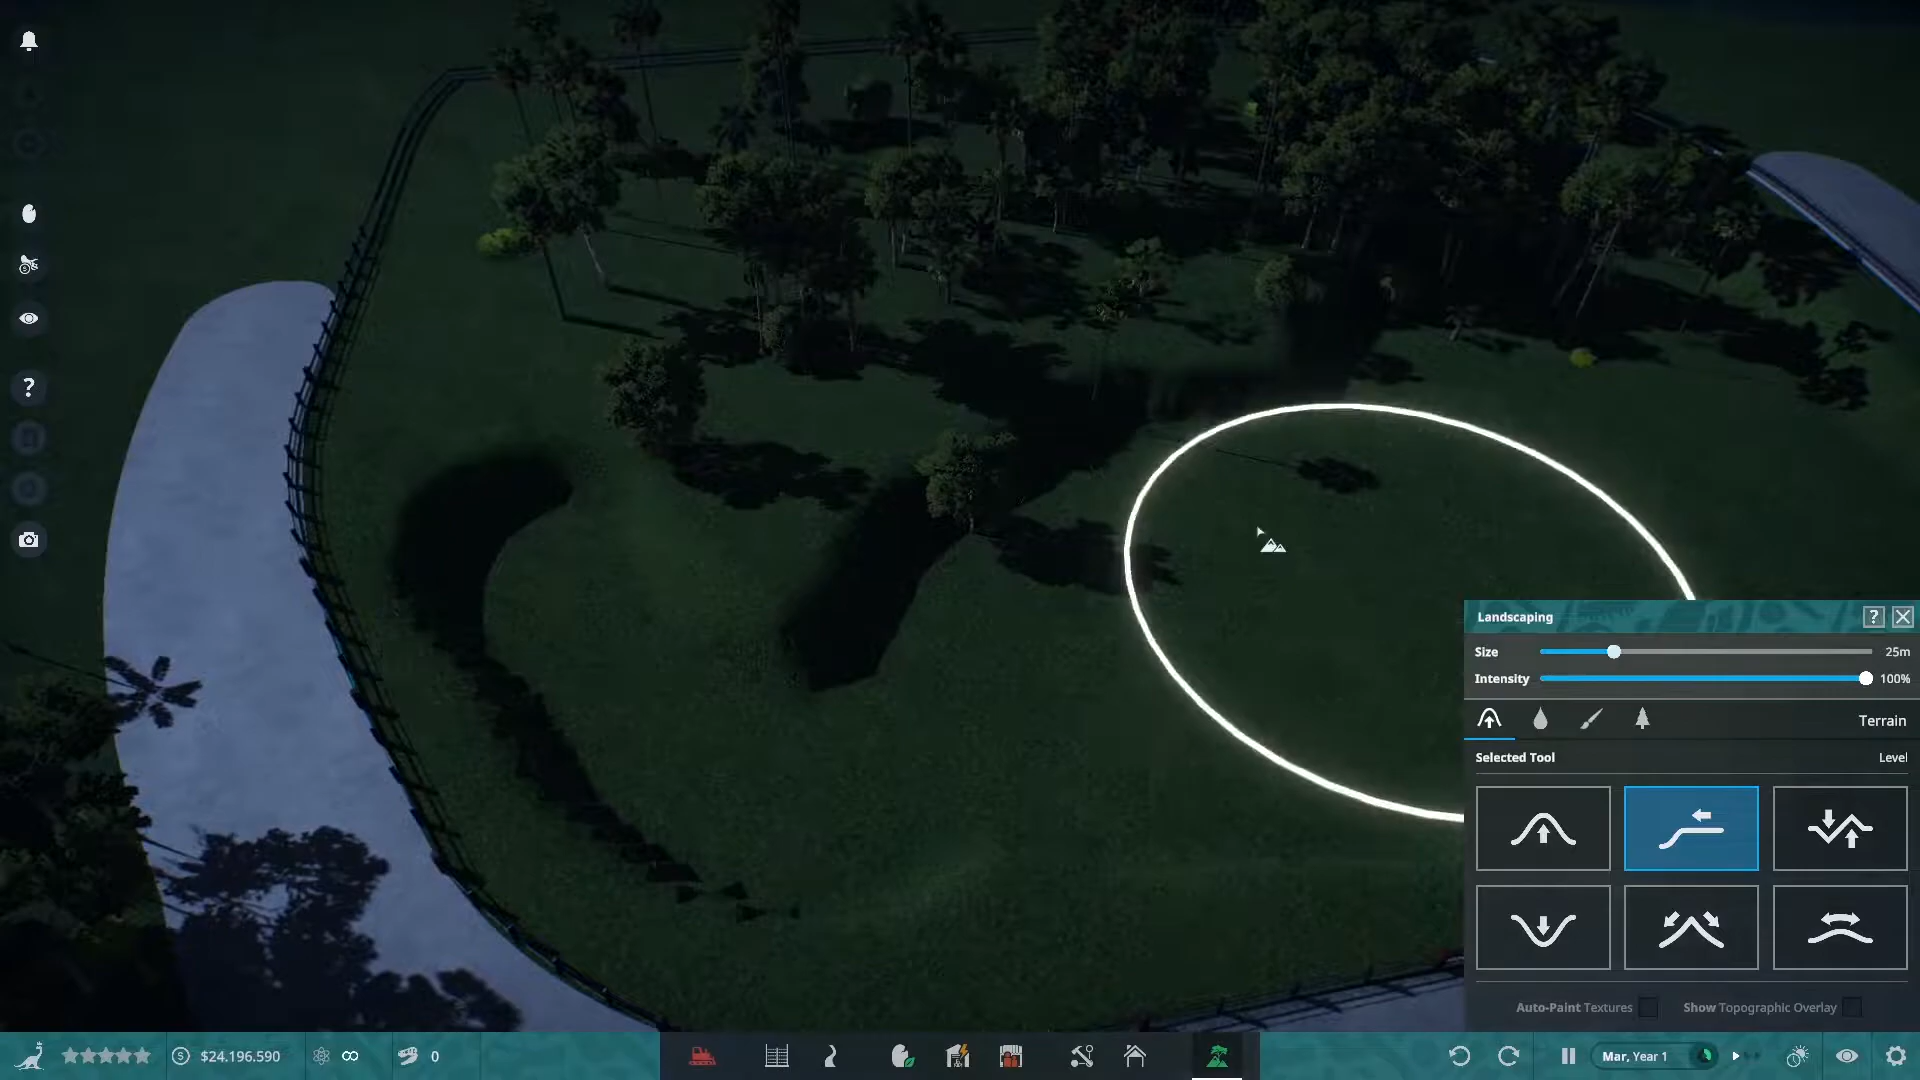 Landscaping
Size 25m
Intensity 100%
Terrain
Selected Tool Level
Auto-Paint Textures Show Topographic Overlay
$24.196.590 ∞ 0 Mar, Year 1